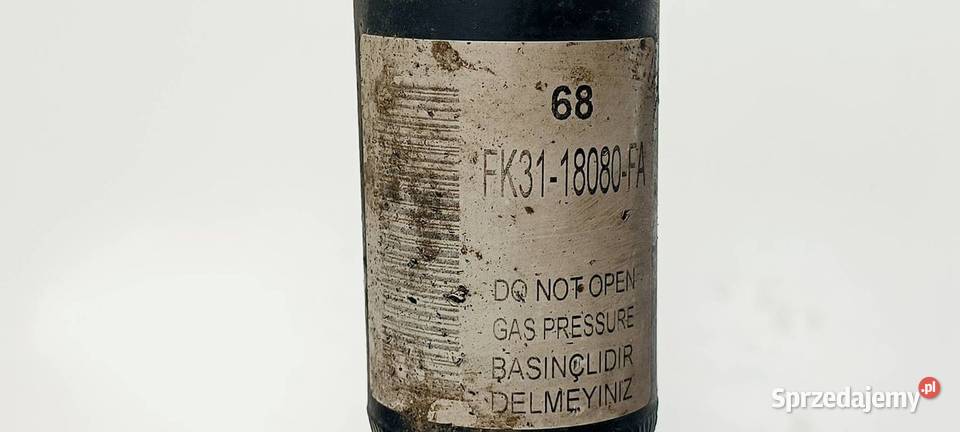 68
FK31-18080-FA
DO NOT OPEN
GAS PRESSURE
BASINÇLIDIR
DELMEYINIZ
Sprzedajemy.pl